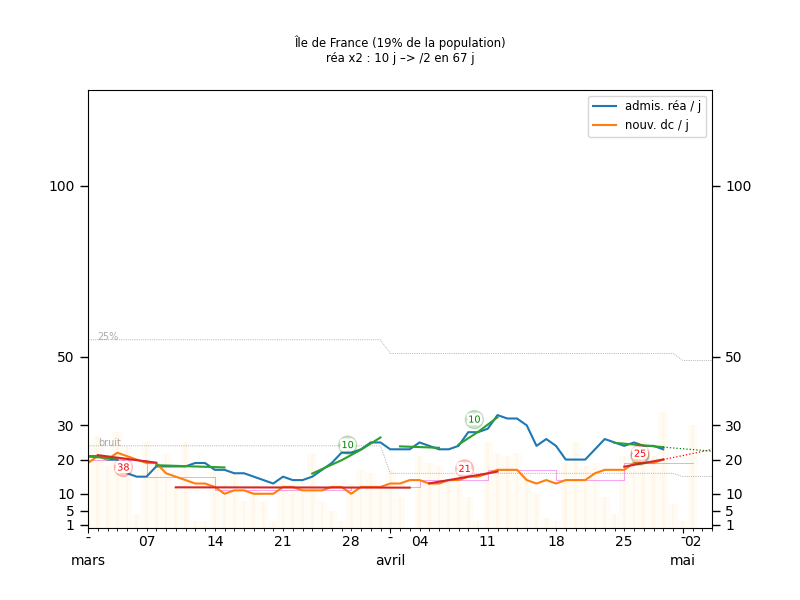 Île de France (19% de la population)
réa x2 : 10 j –> /2 en 67 j
admis. réa / j
nouv. dc / j
100 100
25%
50 50
10
10
30 30
bruit
38
21
25
20 20
10 10
5 5
1 1
- 07 14 21 28 - 04 11 18 25 -02
mars avril mai